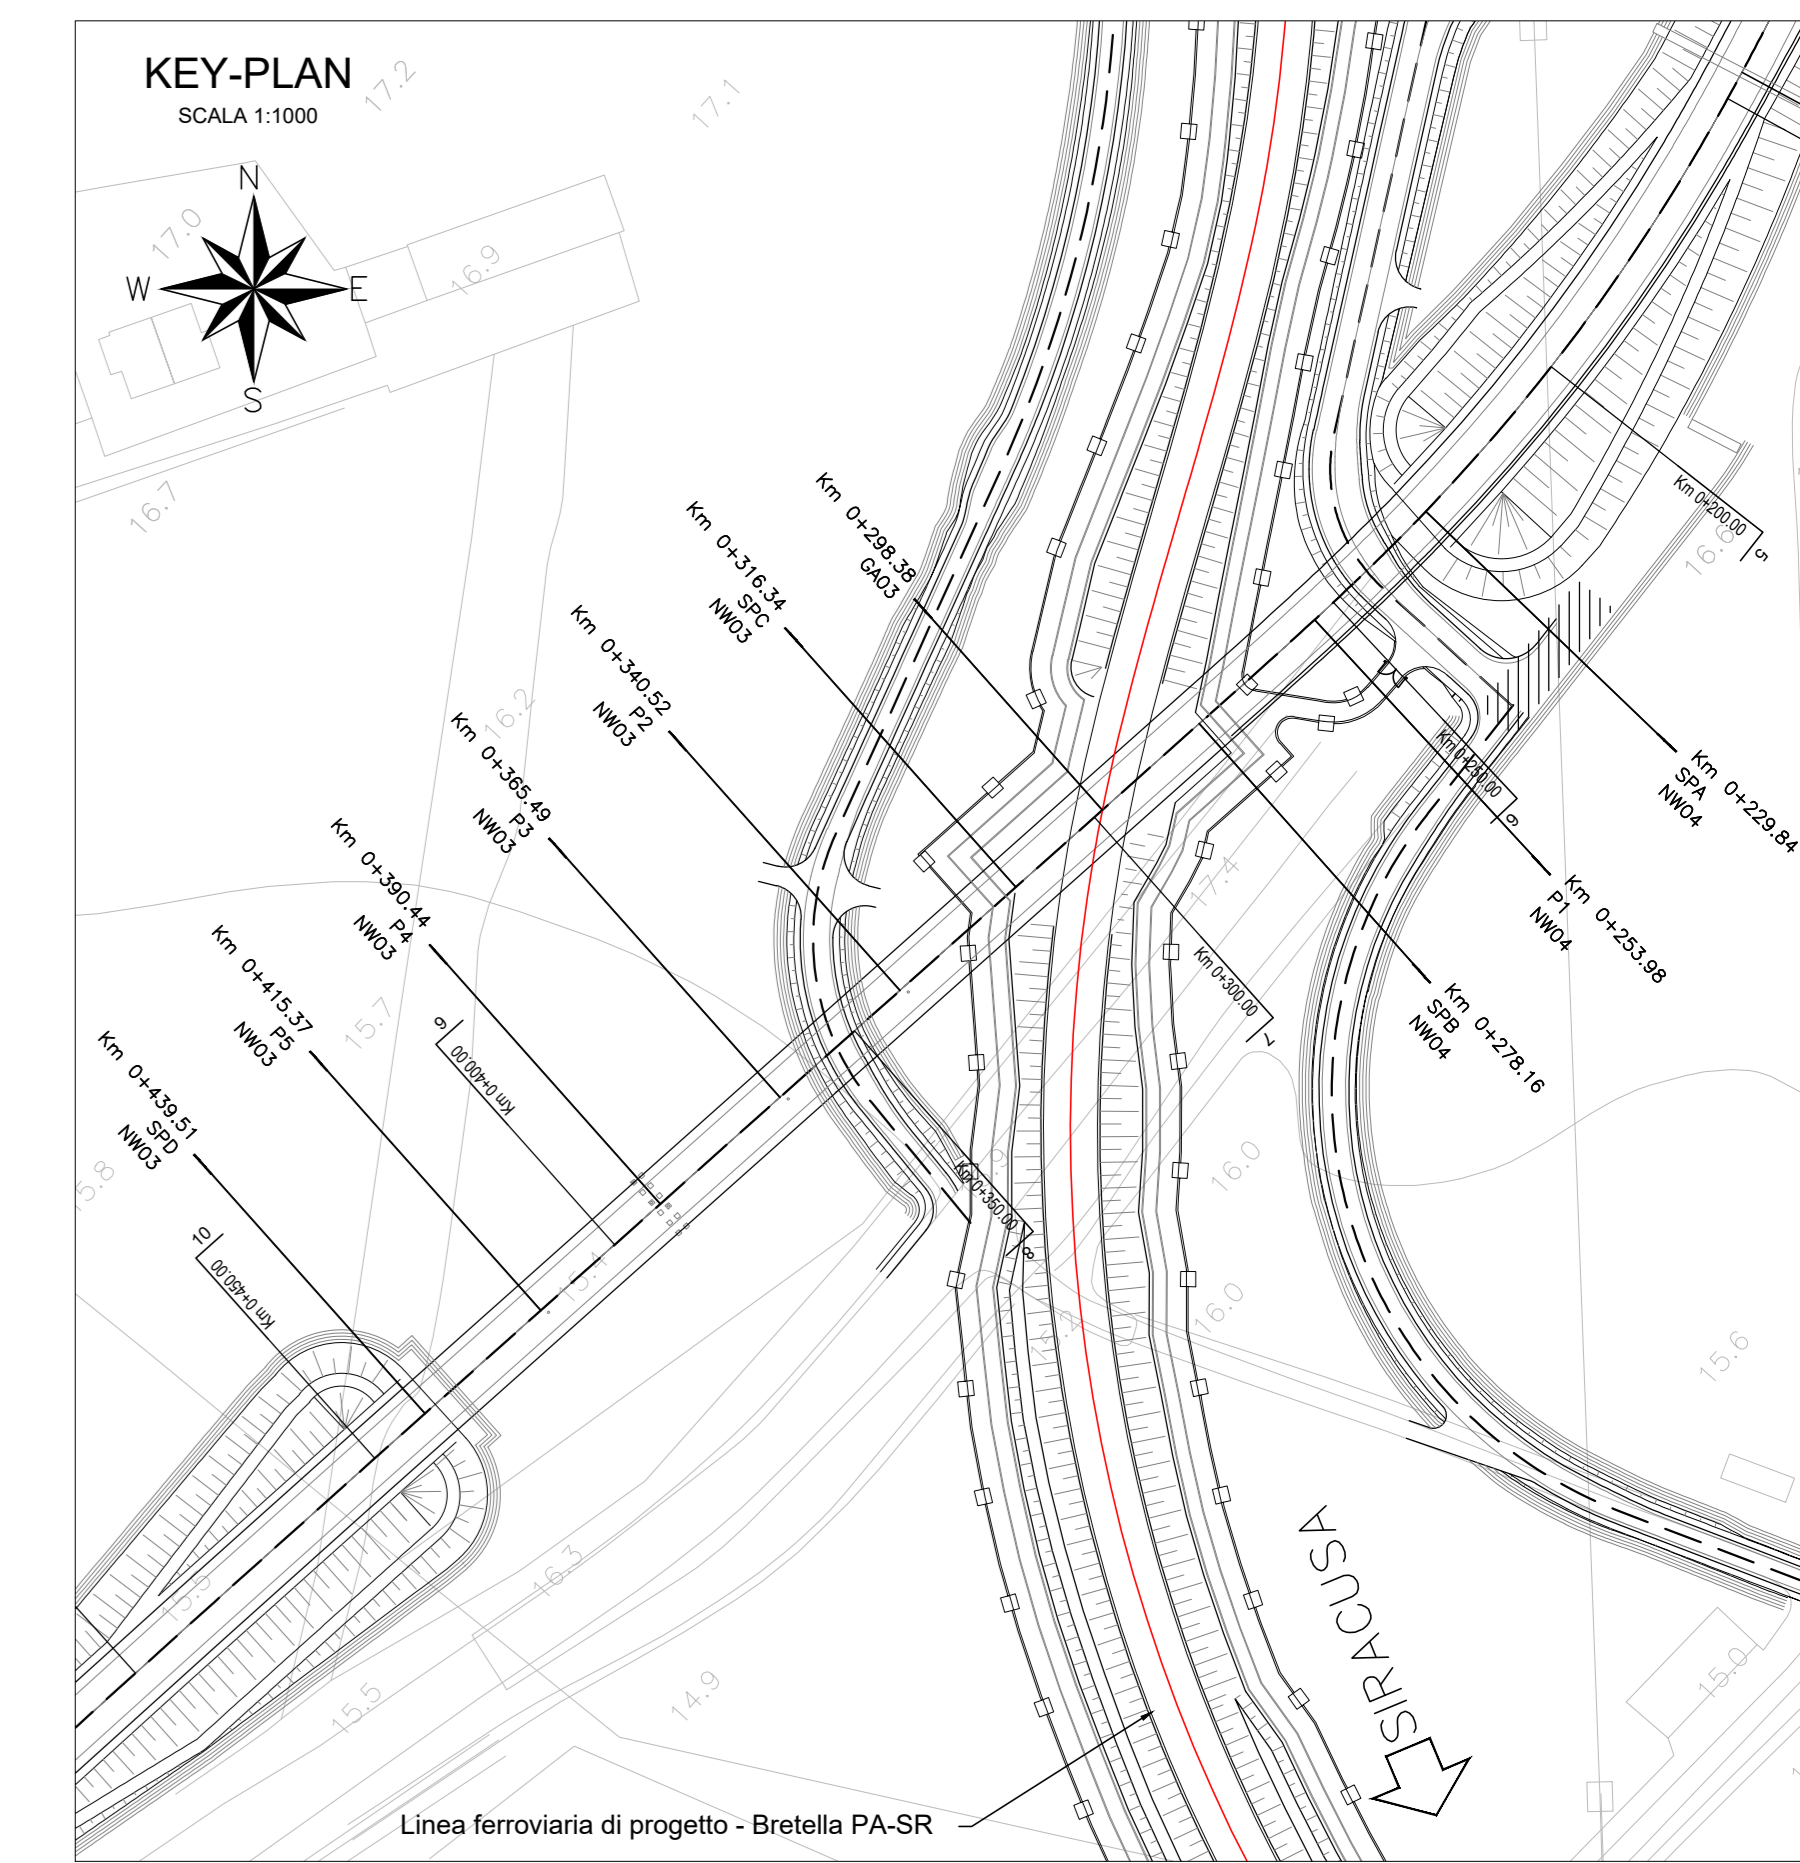 KEY-PLAN
SCALA 1:1000
N
W
E
S
17.2
17.1
17.0
16.9
16.7
16.2
15.7
16.6
17.4
16.0
16.0
15.6
15.4
15.2
15.5
16.3
15.5
14.9
15.0
Km 0+298.38
GA03
Km 0+316.34
SPC
NW03
Km 0+340.52
P2
NW03
Km 0+365.49
P3
NW03
Km 0+390.44
P4
NW03
Km 0+415.37
P5
NW03
Km 0+439.51
SPD
NW03
Km 0+229.84
SPA
NW04
Km 0+253.98
P1
NW04
Km 0+278.16
SPB
NW04
Km 0+200.00
5
Km 0+250.00
6
Km 0+300.00
7
Km 0+350.00
8
Km 0+400.00
9
Km 0+450.00
10
SIRACUSA
Linea ferroviaria di progetto - Bretella PA-SR